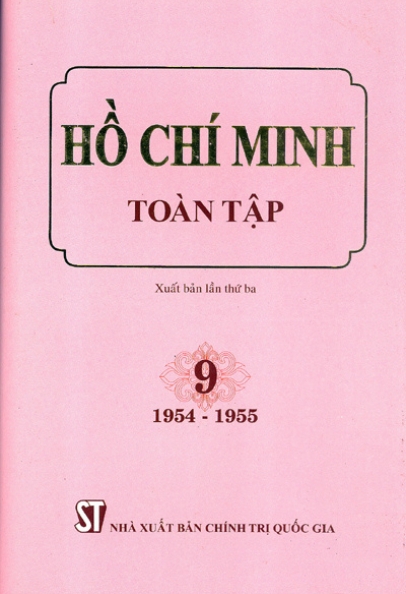 HỒ CHÍ MINH
TOÀN TẬP
Xuất bản lần thứ ba
9
1954 - 1955
ST
NHÀ XUẤT BẢN CHÍNH TRỊ QUỐC GIA